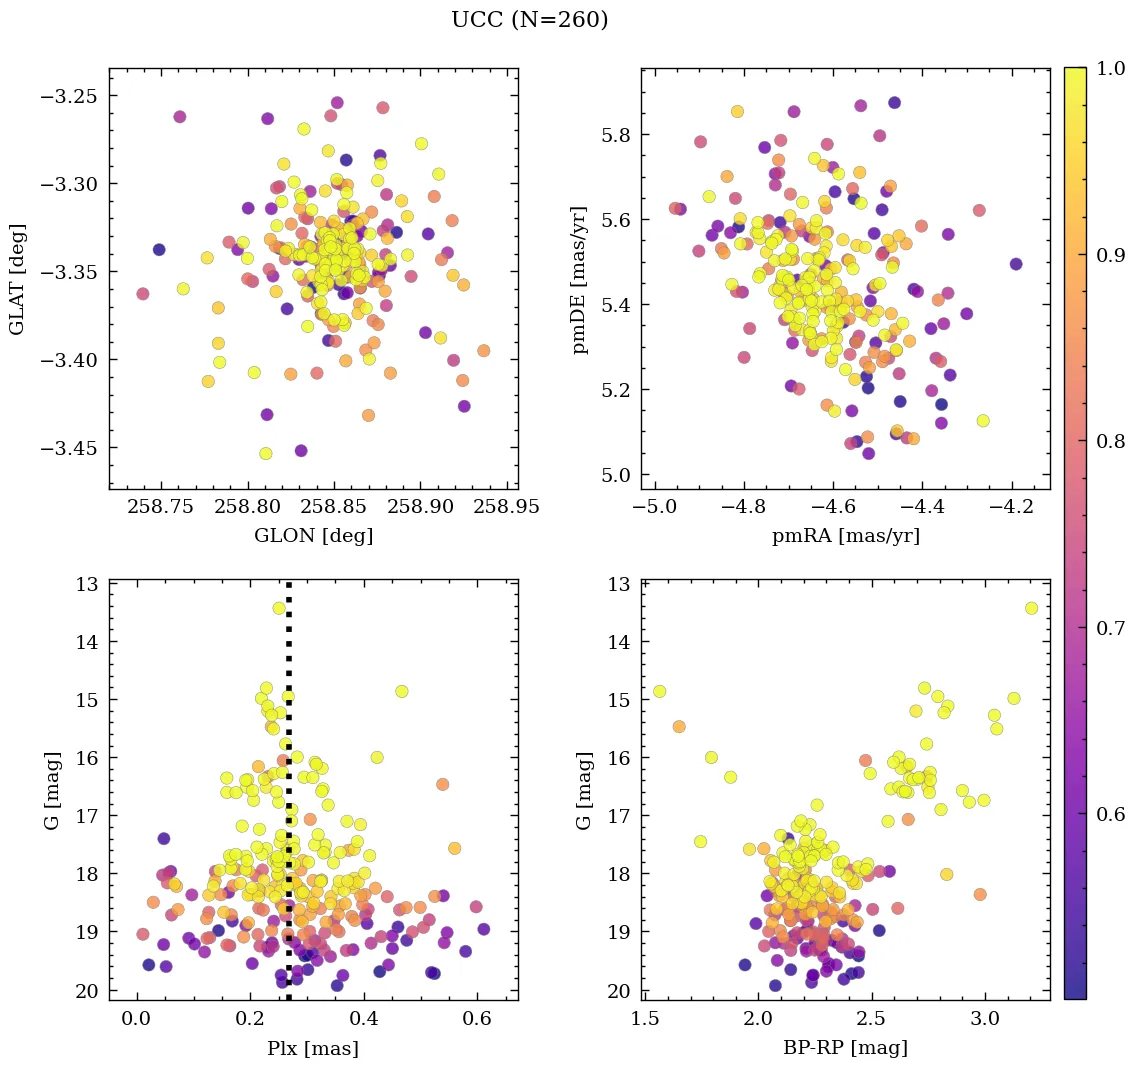 UCC (N=260)
−3.25
−3.30
−3.35
−3.40
−3.45
GLAT [deg]
258.75 258.80 258.85 258.90 258.95
GLON [deg]
5.8
5.6
5.4
5.2
5.0
pmDE [mas/yr]
−5.0 −4.8 −4.6 −4.4 −4.2
pmRA [mas/yr]
1.0
0.9
0.8
0.7
0.6
13
14
15
16
17
18
19
20
G [mag]
0.0 0.2 0.4 0.6
Plx [mas]
13
14
15
16
17
18
19
20
G [mag]
1.5 2.0 2.5 3.0
BP-RP [mag]